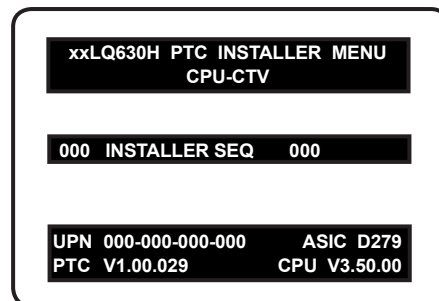 xxLQ630H PTC INSTALLER MENU
CPU-CTV
000 INSTALLER SEQ 000
UPN 000-000-000-000 ASIC D279
PTC V1.00.029 CPU V3.50.00